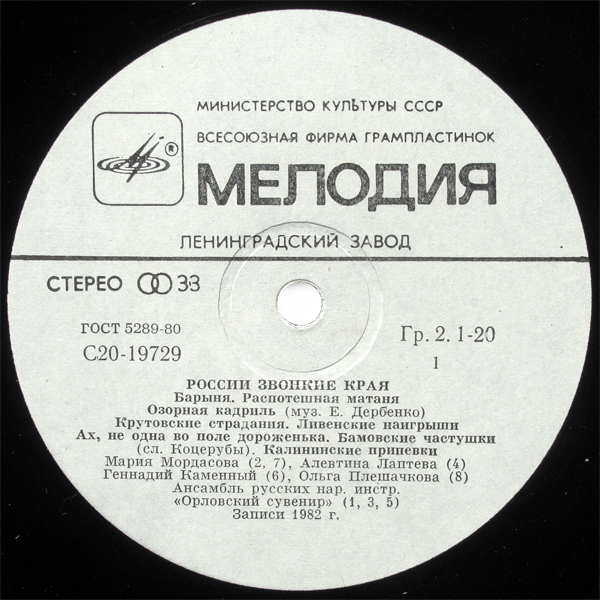 МИНИСТЕРСТВО КУЛЬТУРЫ СССР
ВСЕСОЮЗНАЯ ФИРМА ГРАМПЛАСТИНОК
®
МЕЛОДИЯ
ЛЕНИНГРАДСКИЙ ЗАВОД
СТЕРЕО 33
ГОСТ 5289-80
С20-19729
Гр. 2. 1-20
1
РОССИИ ЗВОНКИЕ КРАЯ
Барыня. Распотешная матаня
Озорная кадриль (муз. Е. Дербенко)
Крутовские страдания. Ливенские наигрыши
Ах, не одна во поле дороженька. Бамовские частушки
(сл. Коцерубы). Калининские припевки
Мария Мордасова (2, 7), Алевтина Лаптева (4)
Геннадий Каменный (6), Ольга Плешачкова (8)
Ансамбль русских нар. инстр.
«Орловский сувенир» (1, 3, 5)
Записи 1982 г.